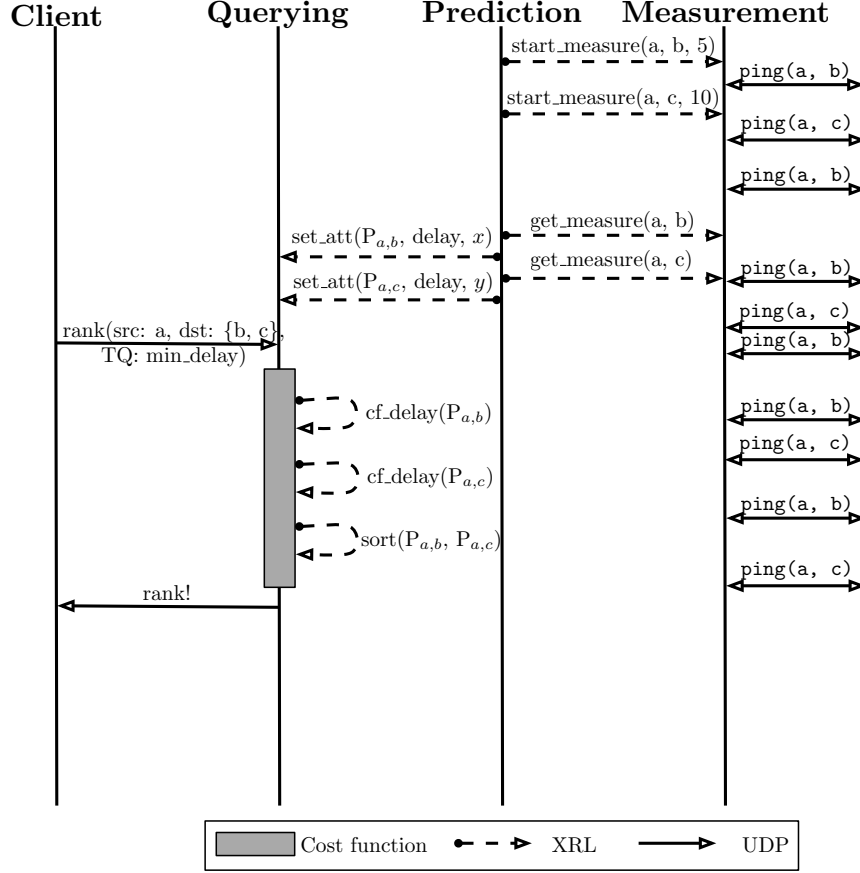 Client Querying Prediction Measurement
start_measure(a, b, 5)
ping(a, b)
start_measure(a, c, 10)
ping(a, c)
ping(a, b)
get_measure(a, b)
set_att(P_{a,b}, delay, x)
get_measure(a, c)
ping(a, b)
set_att(P_{a,c}, delay, y)
ping(a, c)
rank(src: a, dst: {b, c},
TQ: min_delay)
ping(a, b)
cf_delay(P_{a,b})
ping(a, b)
ping(a, c)
cf_delay(P_{a,c})
ping(a, b)
sort(P_{a,b}, P_{a,c})
ping(a, c)
rank!
Cost function XRL UDP